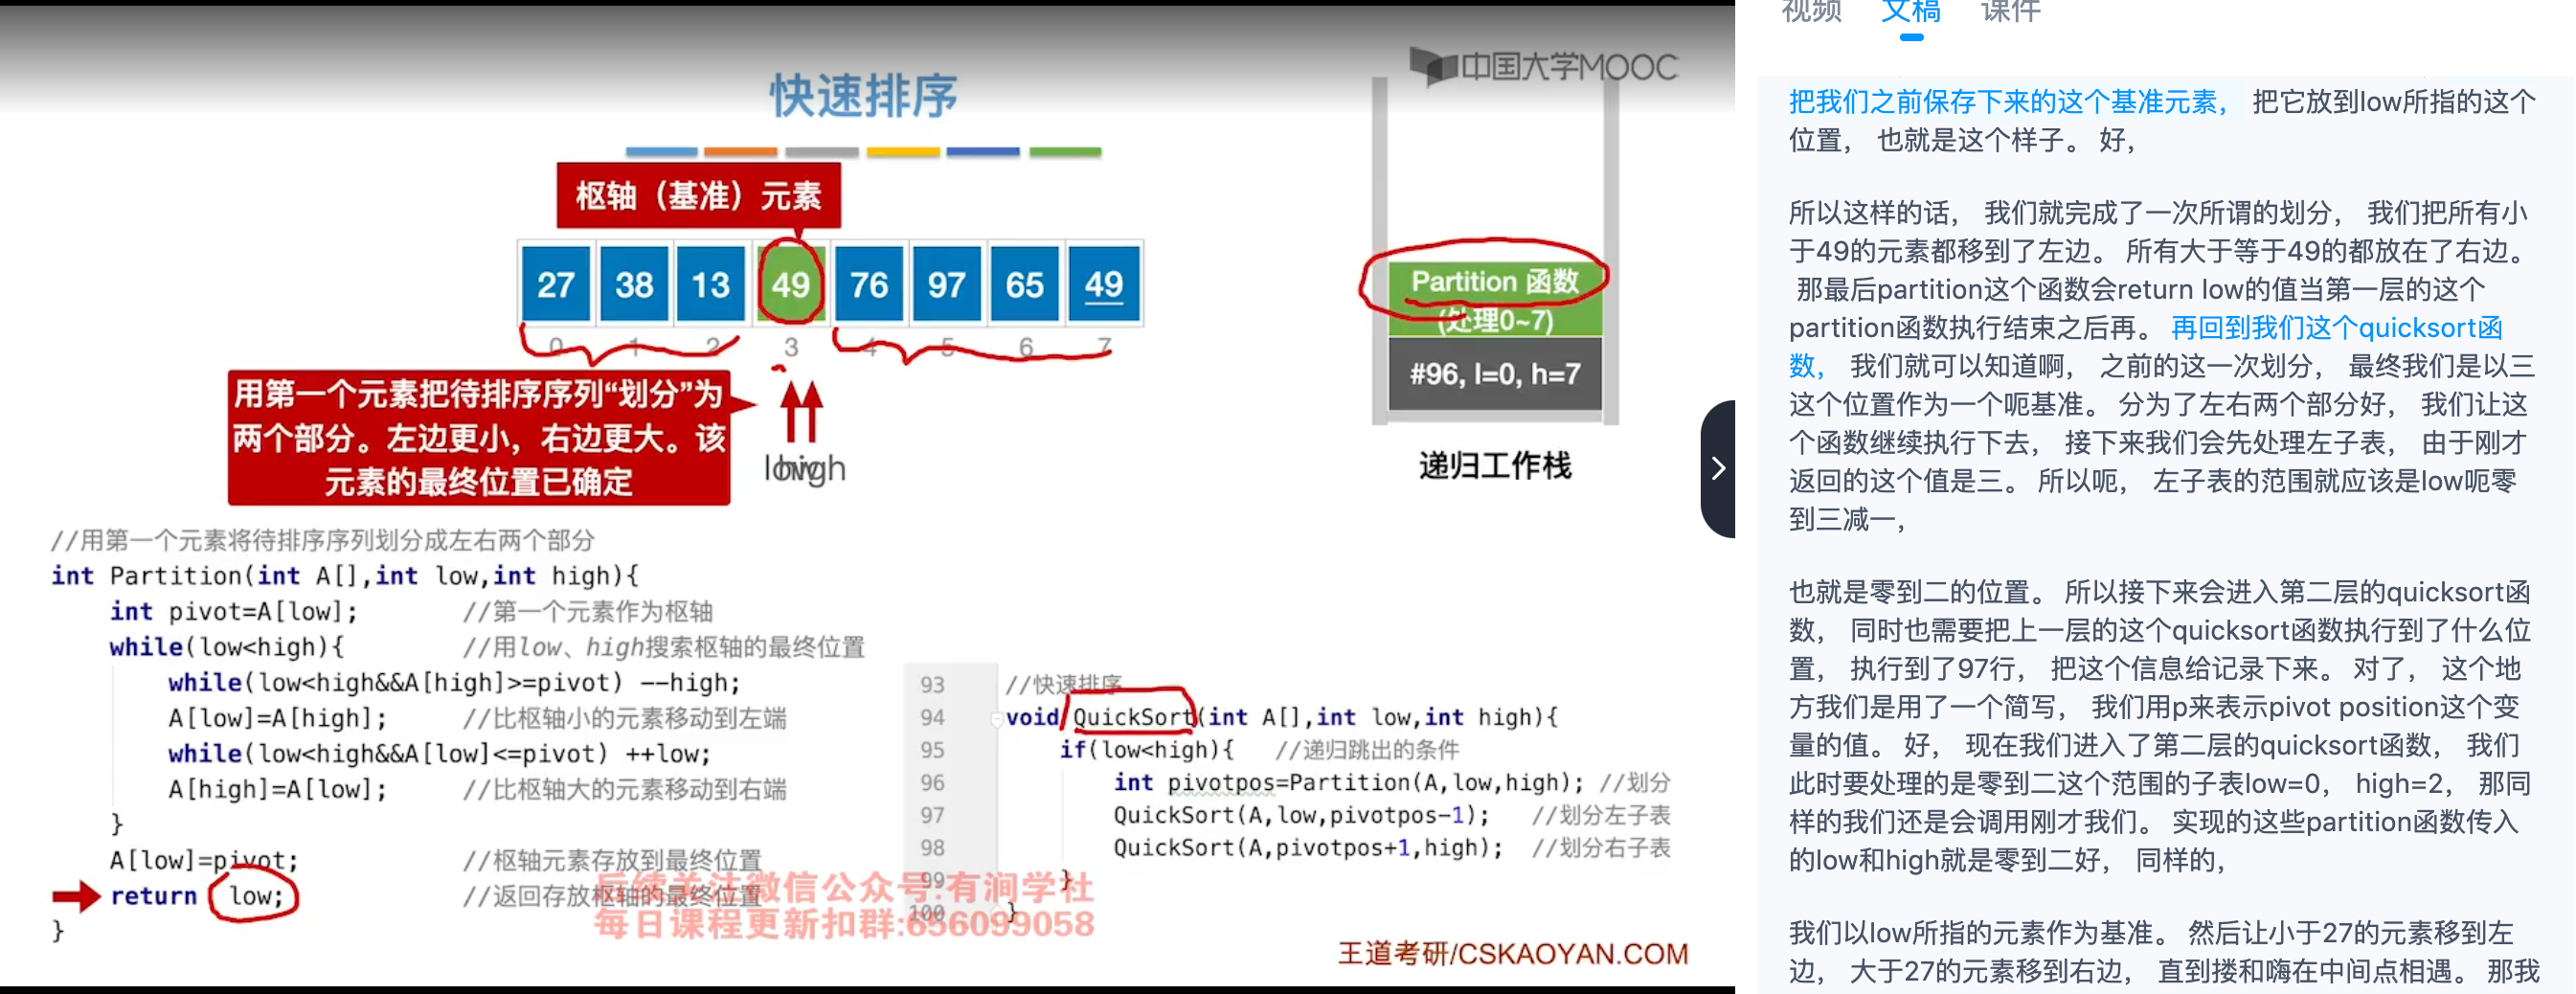 中国大学MOOC
快速排序
枢轴（基准）元素
27 38 13 49 76 97 65 49
0 1 2 3 4 5 6 7
用第一个元素把待排序序列“划分”为
两个部分。左边更小，右边更大。该
元素的最终位置已确定
low
high
Partition 函数
(处理0~7)
#96, l=0, h=7
递归工作栈
//用第一个元素将待排序序列划分成左右两个部分
int Partition(int A[],int low,int high){
int pivot=A[low]; //第一个元素作为枢轴
while(low<high){ //用low、high搜索枢轴的最终位置
while(low<high&&A[high]>=pivot) --high;
A[low]=A[high]; //比枢轴小的元素移动到左端
while(low<high&&A[low]<=pivot) ++low;
A[high]=A[low]; //比枢轴大的元素移动到右端
}
A[low]=pivot; //枢轴元素存放到最终位置
return low; //返回存放枢轴的最终位置
}
93 //快速排序
94 void QuickSort(int A[],int low,int high){
95 if(low<high){ //递归跳出的条件
96 int pivotpos=Partition(A,low,high); //划分
97 QuickSort(A,low,pivotpos-1); //划分左子表
98 QuickSort(A,pivotpos+1,high); //划分右子表
99 }
100 }
后续关注微信公众号:有涧学社
每日课程更新扣群:656099058
王道考研/CSKAOYAN.COM
视频 文稿 课件
把我们之前保存下来的这个基准元素， 把它放到low所指的这个
位置， 也就是这个样子。 好，
所以这样的话， 我们就完成了一次所谓的划分， 我们把所有小
于49的元素都移到了左边。 所有大于等于49的都放在了右边。
那最后partition这个函数会return low的值当第一层的这个
partition函数执行结束之后再。 再回到我们这个quicksort函
数， 我们就可以知道啊， 之前的这一次划分， 最终我们是以三
这个位置作为一个呃基准。 分为了左右两个部分好， 我们让这
个函数继续执行下去， 接下来我们会先处理左子表， 由于刚才
返回的这个值是三。 所以呃， 左子表的范围就应该是low呃零
到三减一，
也就是零到二的位置。 所以接下来会进入第二层的quicksort函
数， 同时也需要把上一层的这个quicksort函数执行到了什么位
置， 执行到了97行， 把这个信息给记录下来。 对了， 这个地
方我们是用了一个简写， 我们用p来表示pivot position这个变
量的值。 好， 现在我们进入了第二层的quicksort函数， 我们
此时要处理的是零到二这个范围的子表low=0， high=2， 那同
样的我们还是会调用刚才我们。 实现的这些partition函数传入
的low和high就是零到二好， 同样的，
我们以low所指的元素作为基准。 然后让小于27的元素移到左
边， 大于27的元素移到右边， 直到搂和嗨在中间点相遇。 那我